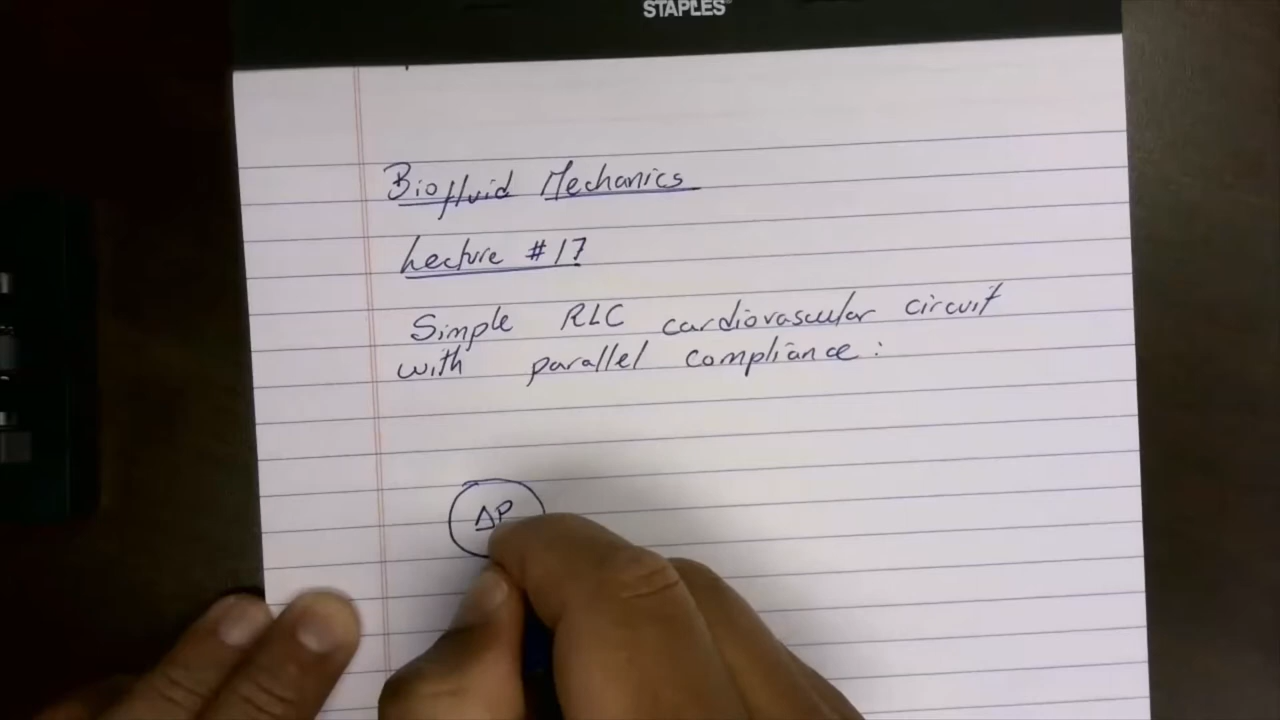 STAPLES
Biofluid Mechanics
Lecture #17
Simple RLC cardiovascular circuit
with parallel compliance:
ΔP